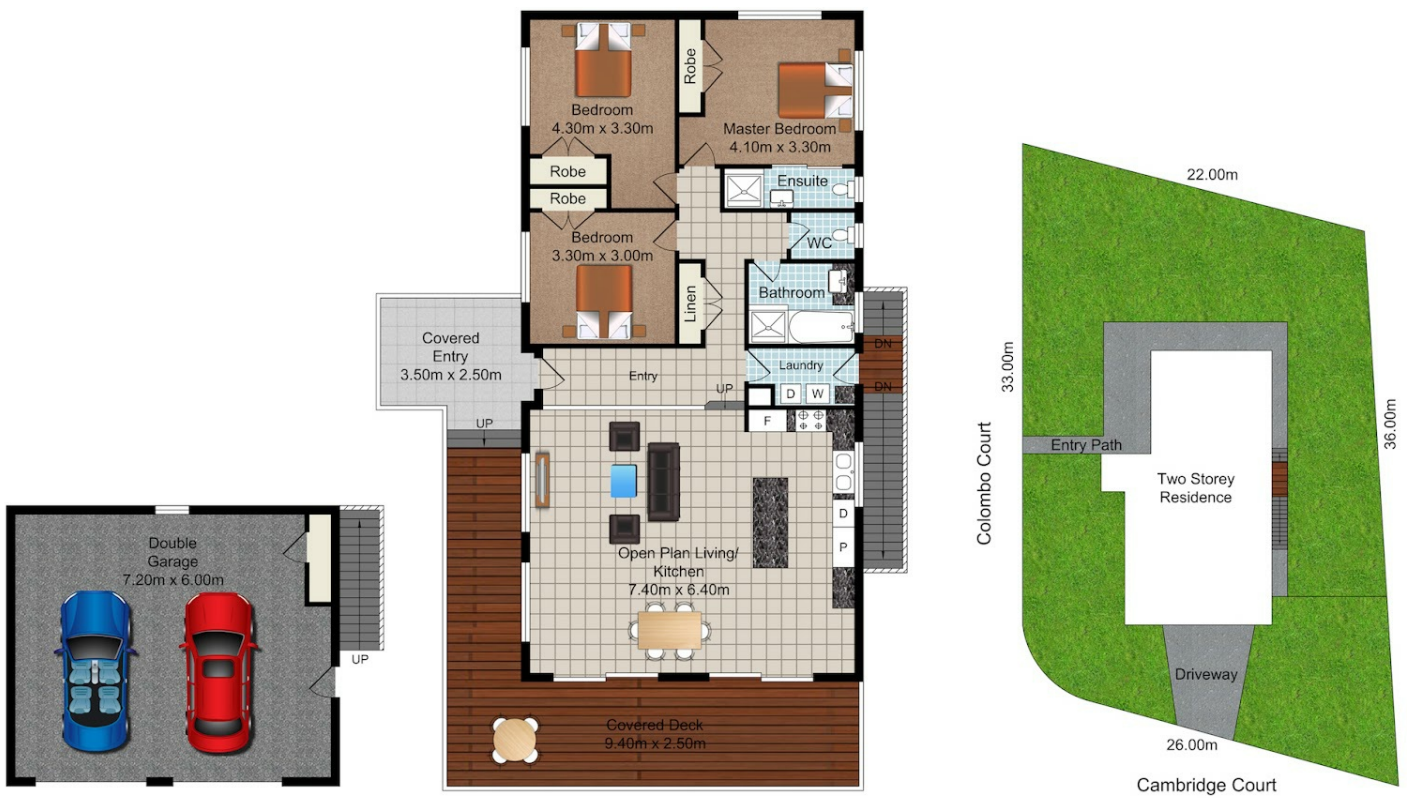 Double
Garage
7.20m x 6.00m
UP
Bedroom
4.30m x 3.30m
Robe
Robe
Robe
Master Bedroom
4.10m x 3.30m
Ensuite
WC
Bedroom
3.30m x 3.00m
Linen
Bathroom
Covered
Entry
3.50m x 2.50m
UP
Entry
UP
Laundry
D
W
DN
DN
F
D
P
Open Plan Living/
Kitchen
7.40m x 6.40m
Covered Deck
9.40m x 2.50m
22.00m
33.00m
36.00m
Colombo Court
Entry Path
Two Storey
Residence
Driveway
26.00m
Cambridge Court